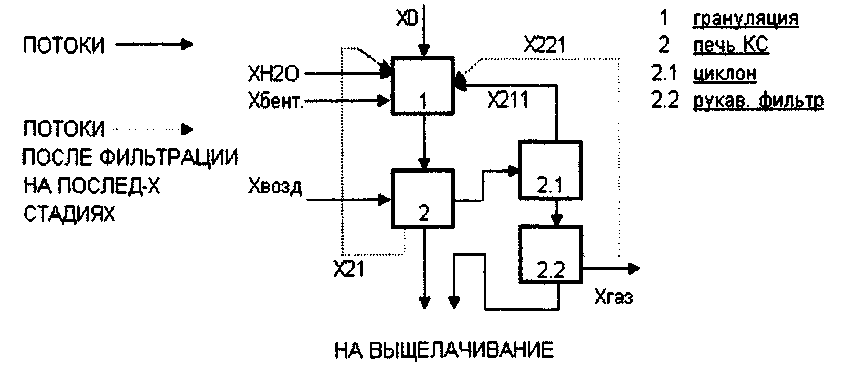 X0
1 грануляция
2 печь КС
2.1 циклон
2.2 рукав. фильтр
ПОТОКИ
X221
XH2O
Xбент.
X211
1
ПОТОКИ
ПОСЛЕ ФИЛЬТРАЦИИ
НА ПОСЛЕД-Х
СТАДИЯХ
Xвозд
2
2.1
2.2
X21
Xгаз
НА ВЫЩЕЛАЧИВАНИЕ